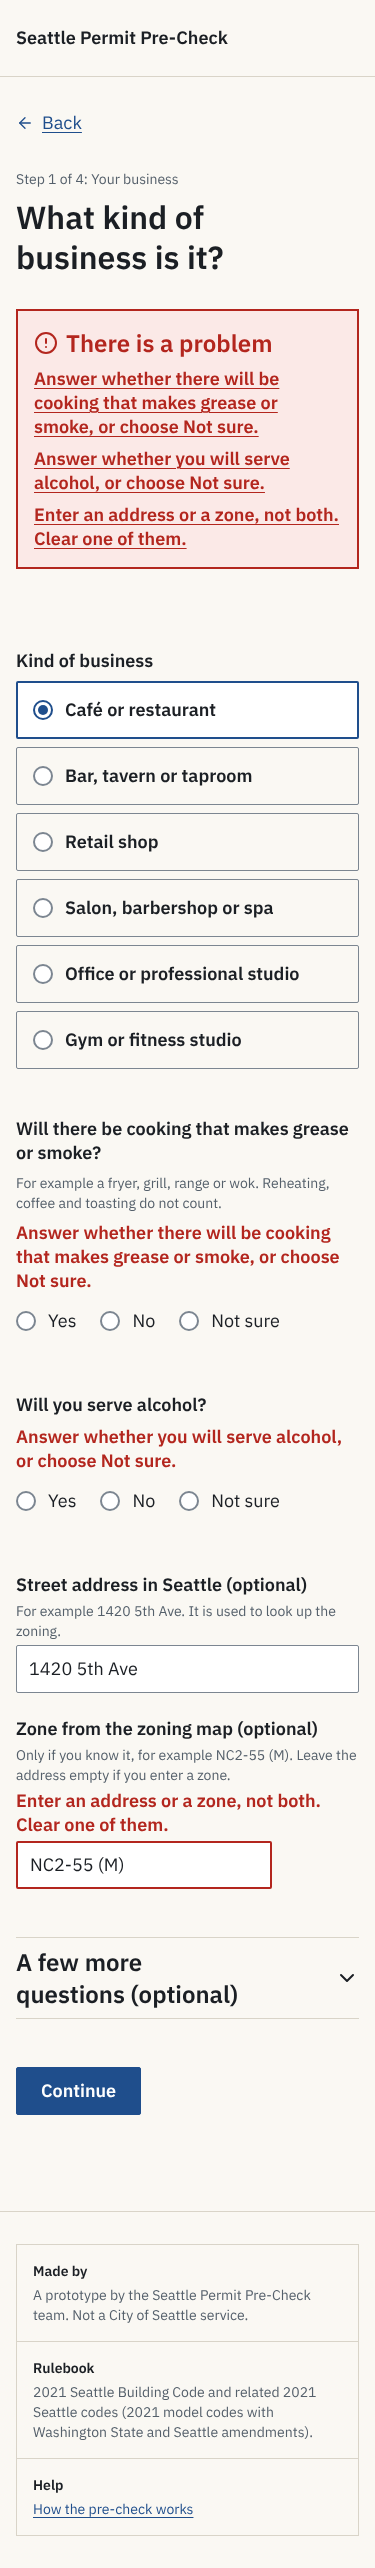 Seattle Permit Pre-Check
Back
Step 1 of 4: Your business
What kind of
business is it?
There is a problem
Answer whether there will be
cooking that makes grease or
smoke, or choose Not sure.
Answer whether you will serve
alcohol, or choose Not sure.
Enter an address or a zone, not both.
Clear one of them.
Kind of business
Café or restaurant
Bar, tavern or taproom
Retail shop
Salon, barbershop or spa
Office or professional studio
Gym or fitness studio
Will there be cooking that makes grease
or smoke?
For example a fryer, grill, range or wok. Reheating,
coffee and toasting do not count.
Answer whether there will be cooking
that makes grease or smoke, or choose
Not sure.
Yes No Not sure
Will you serve alcohol?
Answer whether you will serve alcohol,
or choose Not sure.
Yes No Not sure
Street address in Seattle (optional)
For example 1420 5th Ave. It is used to look up the
zoning.
1420 5th Ave
Zone from the zoning map (optional)
Only if you know it, for example NC2-55 (M). Leave the
address empty if you enter a zone.
Enter an address or a zone, not both.
Clear one of them.
NC2-55 (M)
A few more
questions (optional)
Continue
Made by
A prototype by the Seattle Permit Pre-Check
team. Not a City of Seattle service.
Rulebook
2021 Seattle Building Code and related 2021
Seattle codes (2021 model codes with
Washington State and Seattle amendments).
Help
How the pre-check works